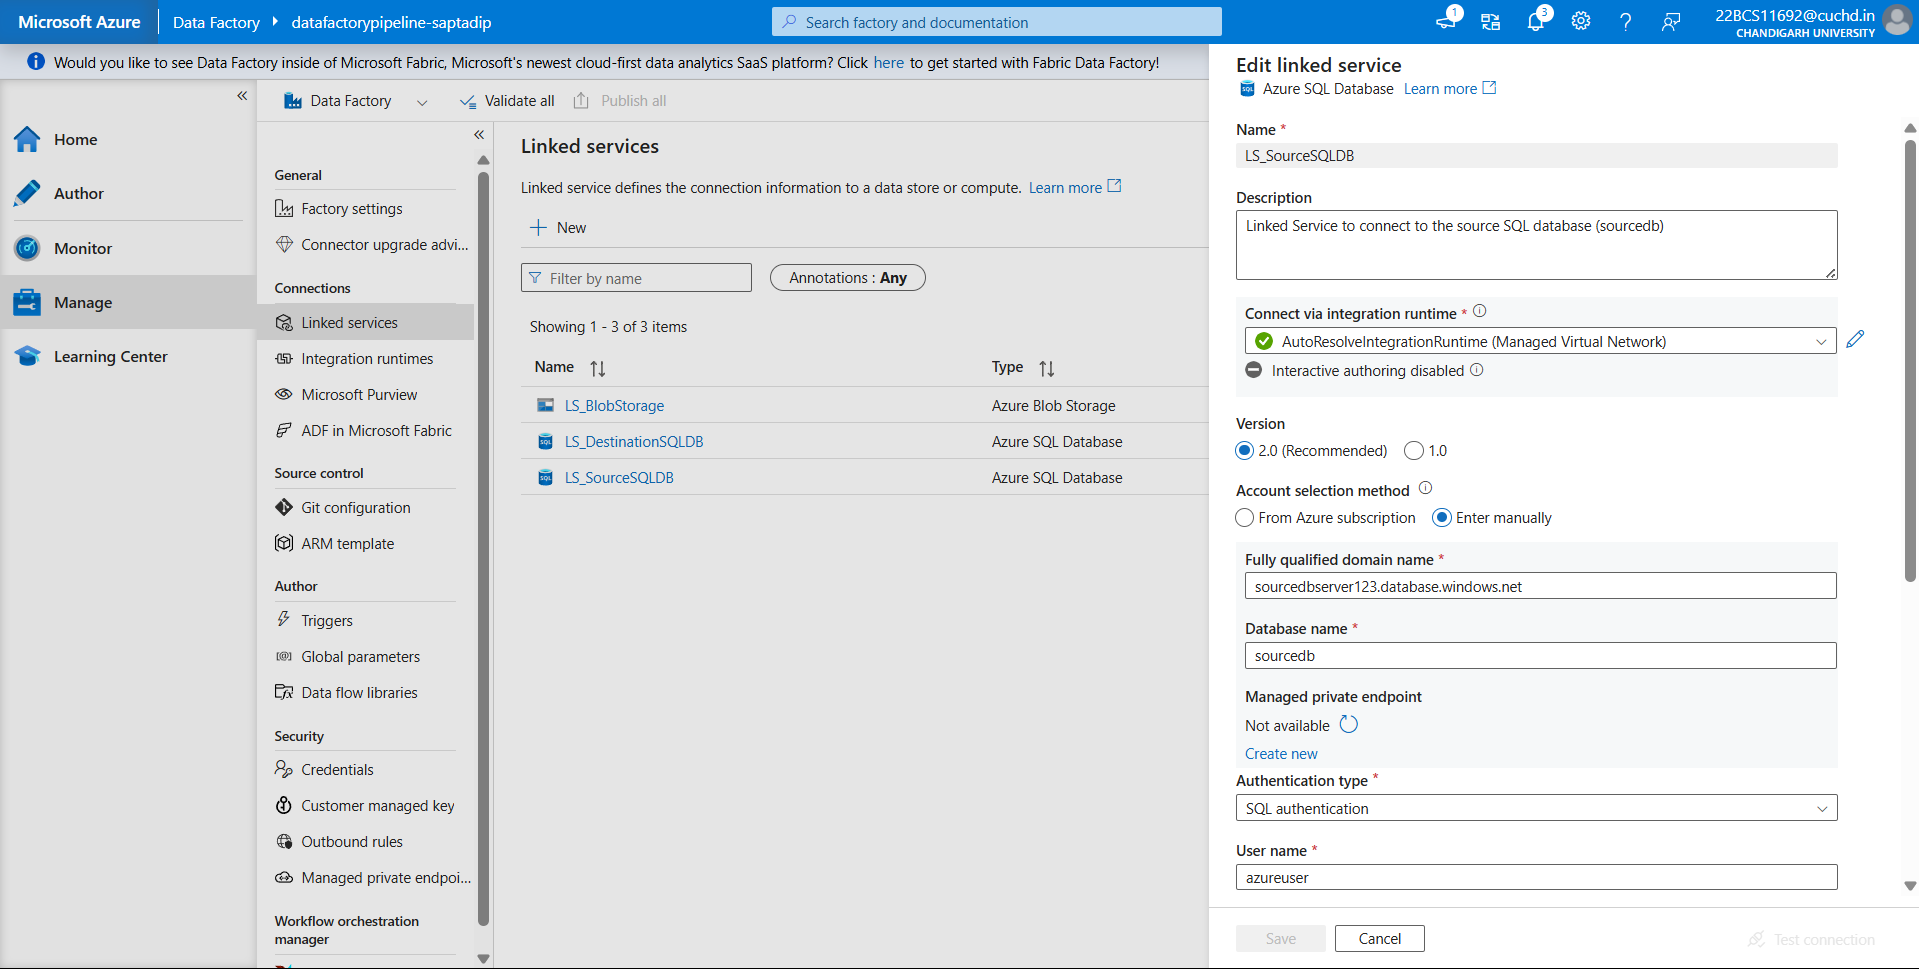 Microsoft Azure
Data Factory
datafactorypipeline-saptadip
Search factory and documentation
1
3
22BCS11692@cuchd.in
CHANDIGARH UNIVERSITY
Would you like to see Data Factory inside of Microsoft Fabric, Microsoft's newest cloud-first data analytics SaaS platform? Click here to get started with Fabric Data Factory!
Home
Author
Monitor
Manage
Learning Center
Data Factory
Validate all
Publish all
General
Factory settings
Connector upgrade advi...
Connections
Linked services
Integration runtimes
Microsoft Purview
ADF in Microsoft Fabric
Source control
Git configuration
ARM template
Author
Triggers
Global parameters
Data flow libraries
Security
Credentials
Customer managed key
Outbound rules
Managed private endpoi...
Workflow orchestration
manager
Linked services
Linked service defines the connection information to a data store or compute. Learn more
New
Filter by name
Annotations : Any
Showing 1 - 3 of 3 items
Name Type
LS_BlobStorage Azure Blob Storage
LS_DestinationSQLDB Azure SQL Database
LS_SourceSQLDB Azure SQL Database
Edit linked service
Azure SQL Database Learn more
Name *
LS_SourceSQLDB
Description
Linked Service to connect to the source SQL database (sourcedb)
Connect via integration runtime *
AutoResolveIntegrationRuntime (Managed Virtual Network)
Interactive authoring disabled
Version
2.0 (Recommended) 1.0
Account selection method
From Azure subscription Enter manually
Fully qualified domain name *
sourcedbserver123.database.windows.net
Database name *
sourcedb
Managed private endpoint
Not available
Create new
Authentication type *
SQL authentication
User name *
azureuser
Save
Cancel
Test connection